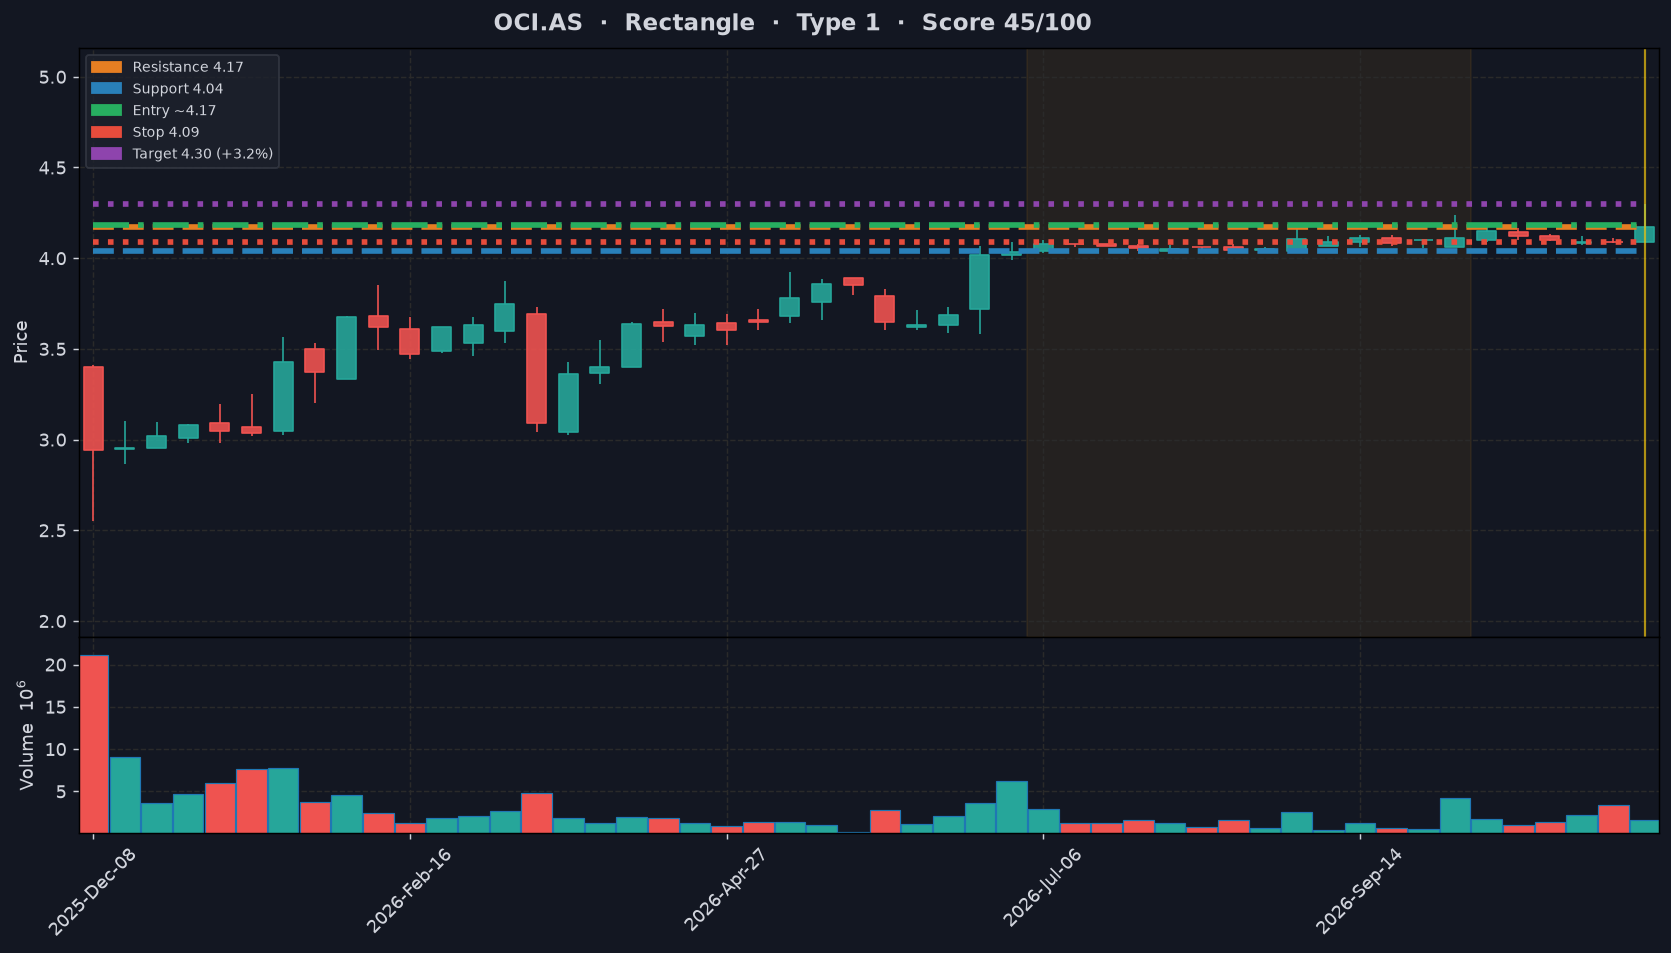 OCI.AS · Rectangle · Type 1 · Score 45/100
Resistance 4.17
Support 4.04
Entry ~4.17
Stop 4.09
Target 4.30 (+3.2%)
Price
5.0
4.5
4.0
3.5
3.0
2.5
2.0
Volume 10⁶
20
15
10
5
2025-Dec-08
2026-Feb-16
2026-Apr-27
2026-Jul-06
2026-Sep-14